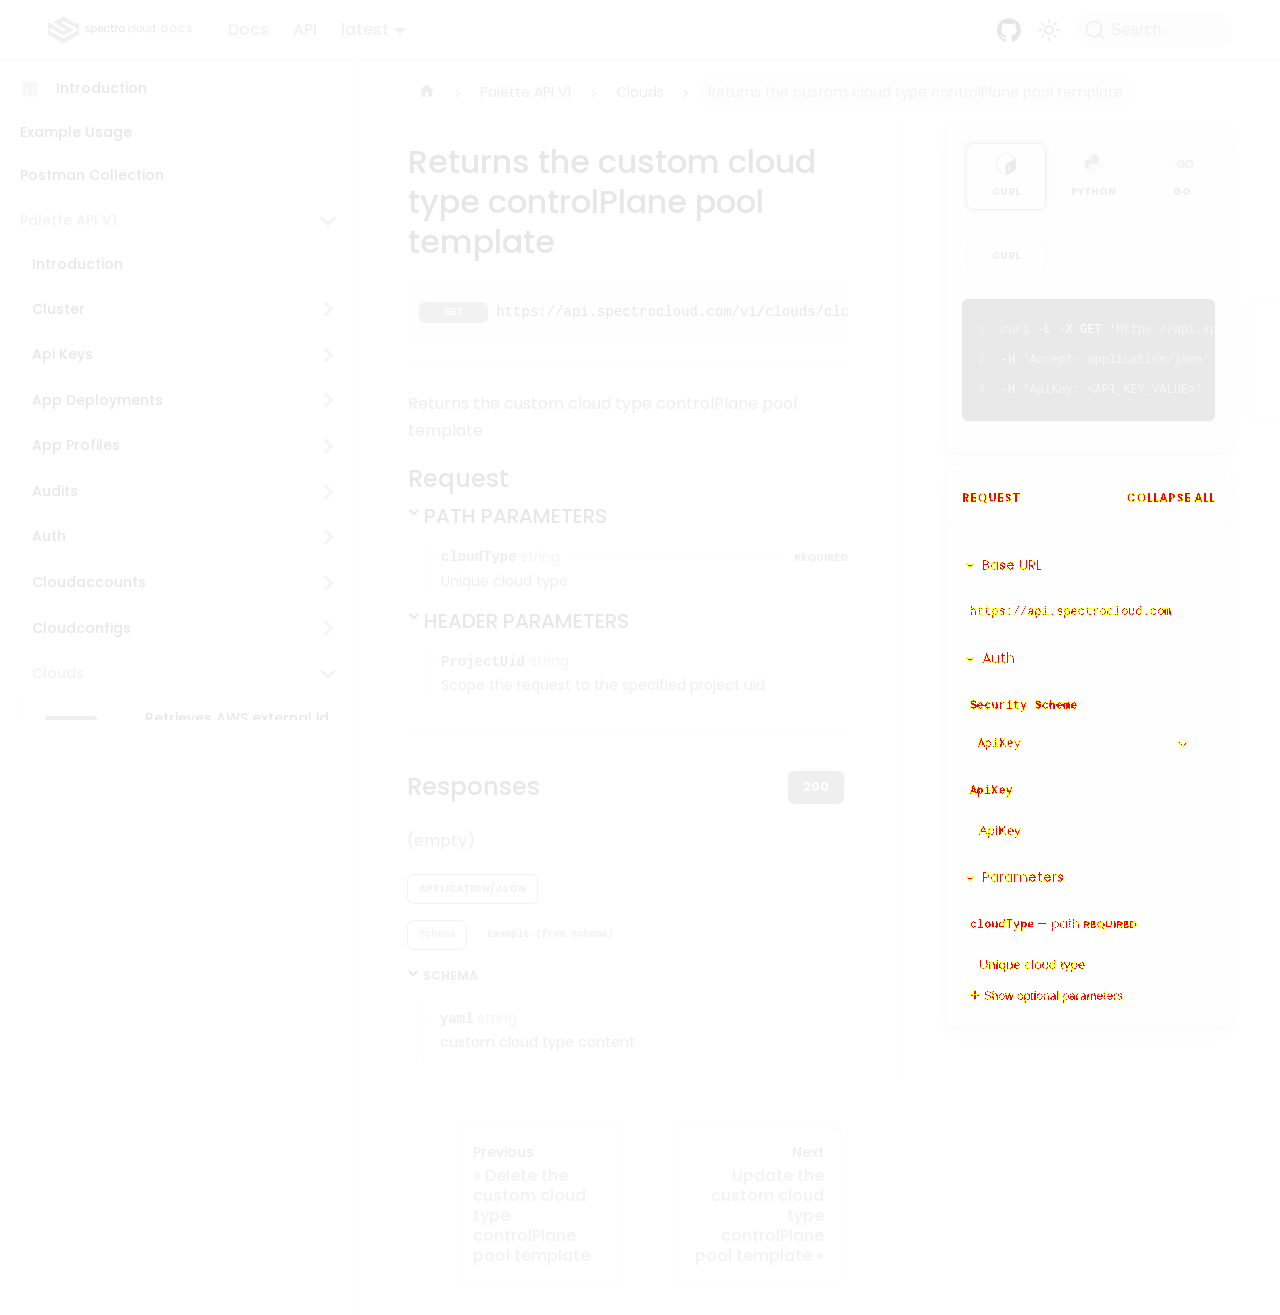 spectro cloud DOCS
Docs
API
latest
Search
Introduction
Example Usage
Postman Collection
Palette API V1
Introduction
Cluster
Api Keys
App Deployments
App Profiles
Audits
Auth
Cloudaccounts
Cloudconfigs
Clouds
Retrieves AWS external id
Palette API V1
Clouds
Returns the custom cloud type controlPlane pool template
Returns the custom cloud
type controlPlane pool
template
GET https://api.spectrocloud.com/v1/clouds/clo
Returns the custom cloud type controlPlane pool
template
Request
PATH PARAMETERS
cloudType string REQUIRED
Unique cloud type
HEADER PARAMETERS
ProjectUid string
Scope the request to the specified project uid
Responses
200
(empty)
APPLICATION/JSON
Schema Example (from schema)
SCHEMA
yaml string
custom cloud type content
Previous
« Delete the
custom cloud
type
controlPlane
pool template
Next
Update the
custom cloud
type
controlPlane
pool template »
CURL PYTHON GO
CURL
1 curl -L -X GET 'https://api.sp
2 -H 'Accept: application/json'
3 -H 'ApiKey: <API_KEY_VALUE>'
REQUEST COLLAPSE ALL
Base URL
https://api.spectrocloud.com
Auth
Security Scheme
ApiKey
ApiKey
ApiKey
Parameters
cloudType — path REQUIRED
Unique cloud type
Show optional parameters